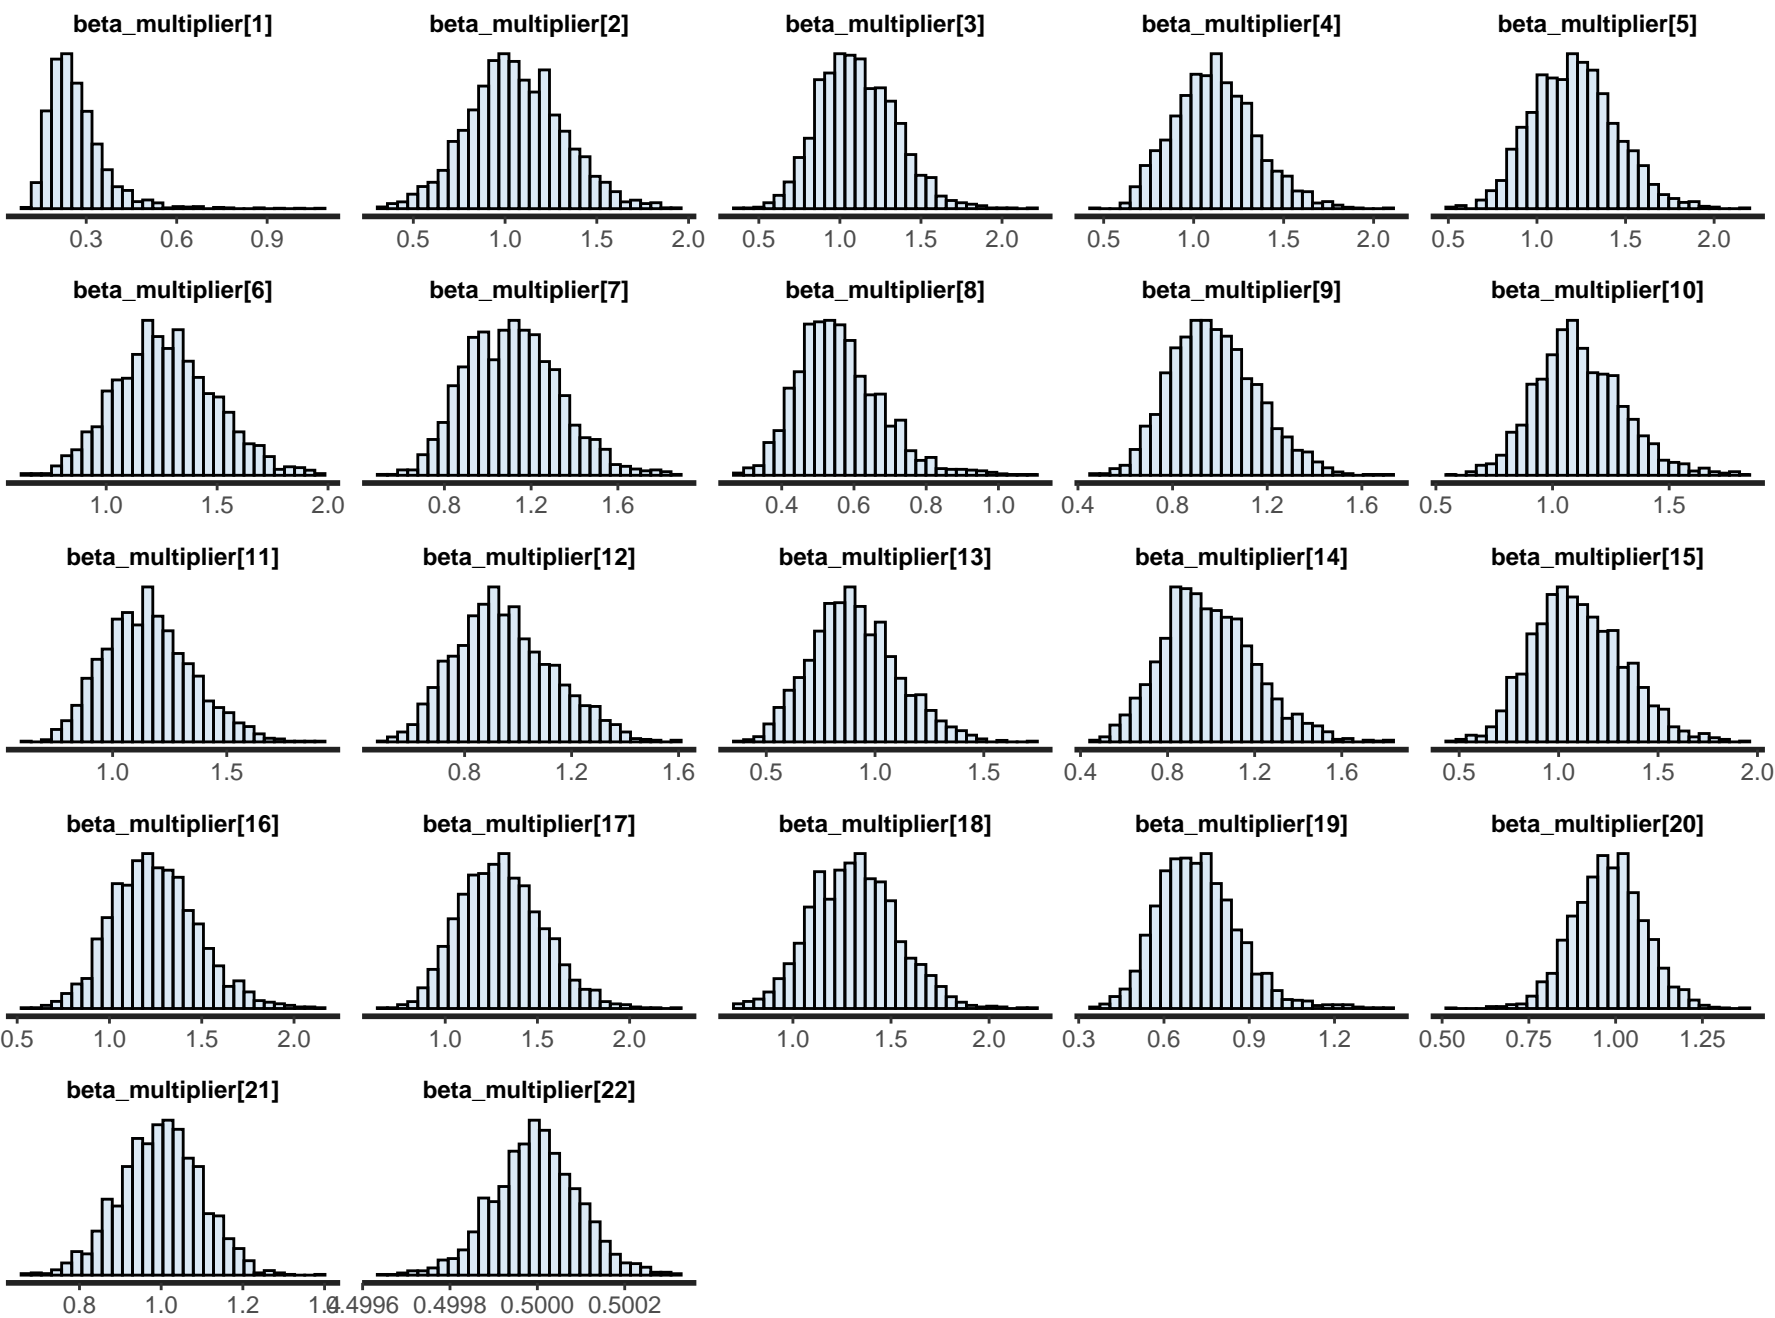 beta_multiplier[1] beta_multiplier[2] beta_multiplier[3] beta_multiplier[4] beta_multiplier[5]
0.3 0.6 0.9 0.5 1.0 1.5 2.0 0.5 1.0 1.5 2.0 0.5 1.0 1.5 2.0 0.5 1.0 1.5 2.0
beta_multiplier[6] beta_multiplier[7] beta_multiplier[8] beta_multiplier[9] beta_multiplier[10]
1.0 1.5 2.0 0.8 1.2 1.6 0.4 0.6 0.8 1.0 0.4 0.8 1.2 1.6 0.5 1.0 1.5
beta_multiplier[11] beta_multiplier[12] beta_multiplier[13] beta_multiplier[14] beta_multiplier[15]
1.0 1.5 0.8 1.2 1.6 0.5 1.0 1.5 0.4 0.8 1.2 1.6 0.5 1.0 1.5 2.0
beta_multiplier[16] beta_multiplier[17] beta_multiplier[18] beta_multiplier[19] beta_multiplier[20]
0.5 1.0 1.5 2.0 1.0 1.5 2.0 1.0 1.5 2.0 0.3 0.6 0.9 1.2 0.50 0.75 1.00 1.25
beta_multiplier[21] beta_multiplier[22]
0.8 1.0 1.2 1.4 0.4996 0.4998 0.5000 0.5002